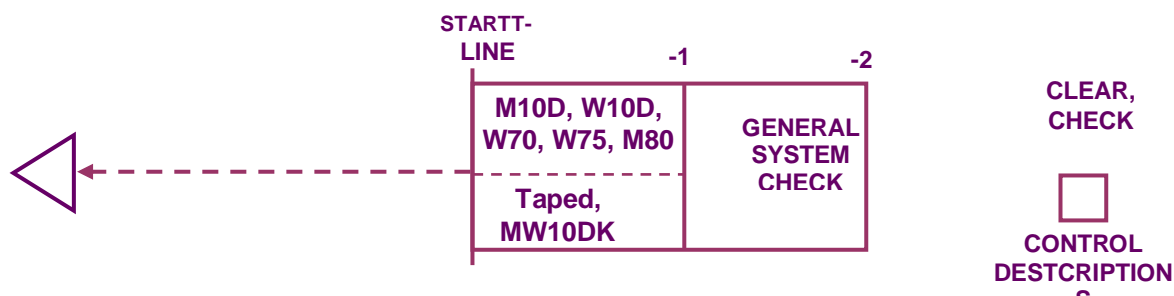 STARTT-
LINE
-1
-2
M10D, W10D,
W70, W75, M80
Taped,
MW10DK
GENERAL
SYSTEM
CHECK
CLEAR,
CHECK
CONTROL
DESTCRIPTION
S